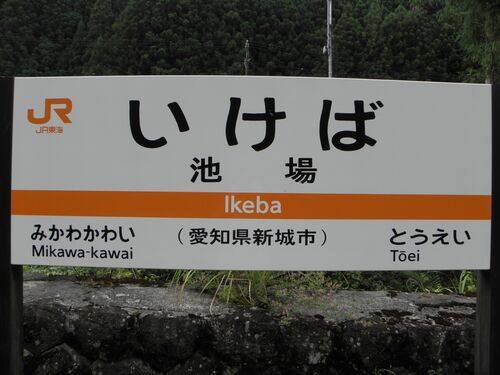 JR
JR東海
いけば
池場
Ikeba
みかわかわい
Mikawa-kawai
（愛知県新城市）
とうえい
Tōei